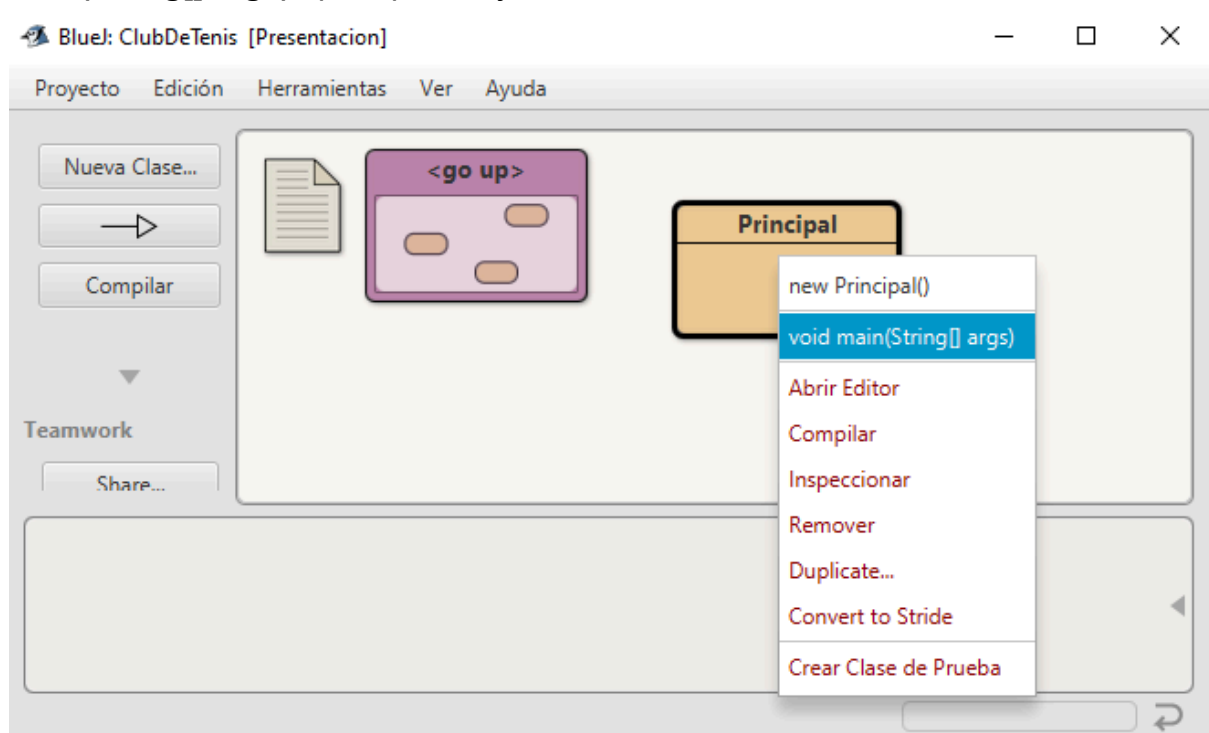 BlueJ: ClubDeTenis [Presentacion]
Proyecto Edición Herramientas Ver Ayuda
Nueva Clase...
Compilar
Teamwork
Share...
<go up>
Principal
new Principal()
void main(String[] args)
Abrir Editor
Compilar
Inspeccionar
Remover
Duplicate...
Convert to Stride
Crear Clase de Prueba